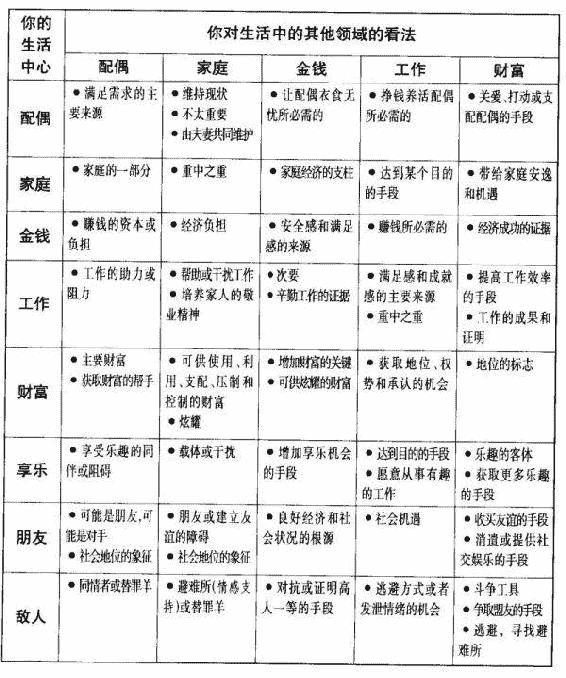 你的
生活
中心
你对生活中的其他领域的看法
配偶
家庭
金钱
工作
财富
配偶
● 满足需求的主
要来源
● 维持现状
● 不太重要
● 由夫妻共同维护
● 让配偶衣食无
忧所必需的
● 挣钱养活配偶
所必需的
● 关爱、打动或支
配配偶的手段
家庭
● 家庭的一部分
● 重中之重
● 家庭经济的支柱
● 达到某个目的
的手段
● 带给家庭安逸
和机遇
金钱
● 赚钱的资本或
负担
● 经济负担
● 安全感和满足
感的来源
● 赚钱所必需的
● 经济成功的证据
工作
● 工作的助力或
阻力
● 帮助或干扰工作
● 培养家人的敬
业精神
● 次要
● 辛勤工作的证据
● 满足感和成就
感的主要来源
● 重中之重
● 提高工作效率
的手段
● 工作的成果和
证明
财富
● 主要财富
● 获取财富的帮手
● 可供使用、利
用、支配、压制和
控制的财富
● 炫耀
● 增加财富的关键
● 可供炫耀的财富
● 获取地位、权
势和承认的机会
● 地位的标志
享乐
● 享受乐趣的同
伴或阻碍
● 载体或干扰
● 增加享乐机会
的手段
● 达到目的的手段
● 愿意从事有趣
的工作
● 乐趣的客体
● 获取更多乐趣
的手段
朋友
● 可能是朋友,可
能是对手
● 社会地位的象征
● 朋友或建立友
谊的障碍
● 社会地位的象征
● 良好经济和社
会状况的根源
● 社会机遇
● 收买友谊的手段
● 消遣或提供社
交娱乐的手段
敌人
● 同情者或替罪羊
● 避难所(情感支
持)或替罪羊
● 对抗或证明高
人一等的手段
● 逃避方式或者
发泄情绪的机会
● 斗争工具
● 争取盟友的手段
● 逃避，寻找避
难所